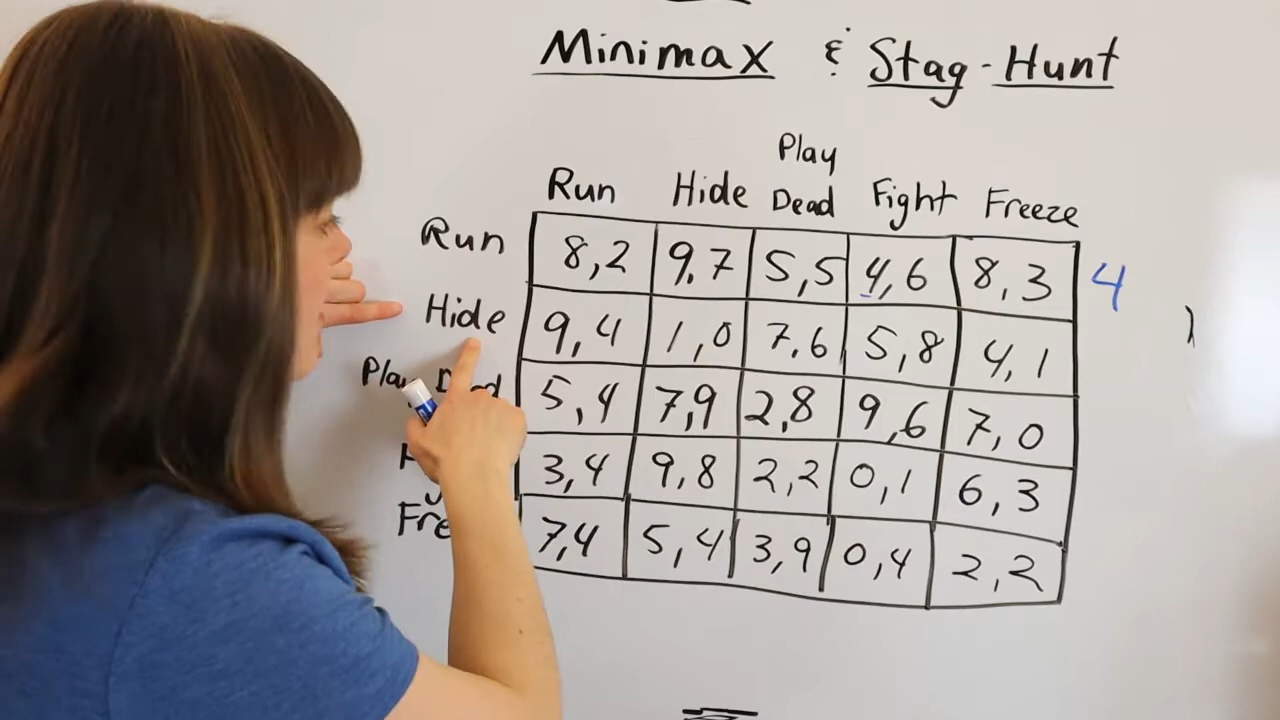 Minimax & Stag-Hunt
Play
Run Hide Dead Fight Freeze
Run 8,2 9,7 5,5 4,6 8,3 4
Hide 9,4 1,0 7,6 5,8 4,1
5,4 7,9 2,8 9,6 7,0
3,4 9,8 2,2 0,1 6,3
7,4 5,4 3,9 0,4 2,2